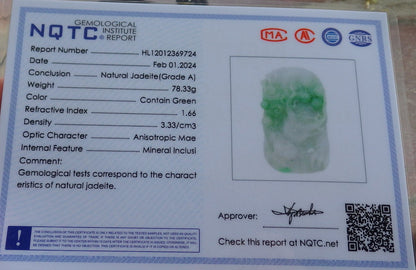 NQTC GEMOLOGICAL INSTITUTE REPORT
MA
GNBS
Report Number HL12012369724
Date Feb 01.2024
Conclusion Natural Jadeite(Grade A)
Weight 78.33g
Color Contain Green
Refractive Index 1.66
Density 3.33/cm3
Optic Character Anisotropic Mae
Internal Feature Mineral Inclusi
Comment:
Gemological tests correspond to the charact
eristics of natural jadeite.
Approver:
Check this report at NQTC.net